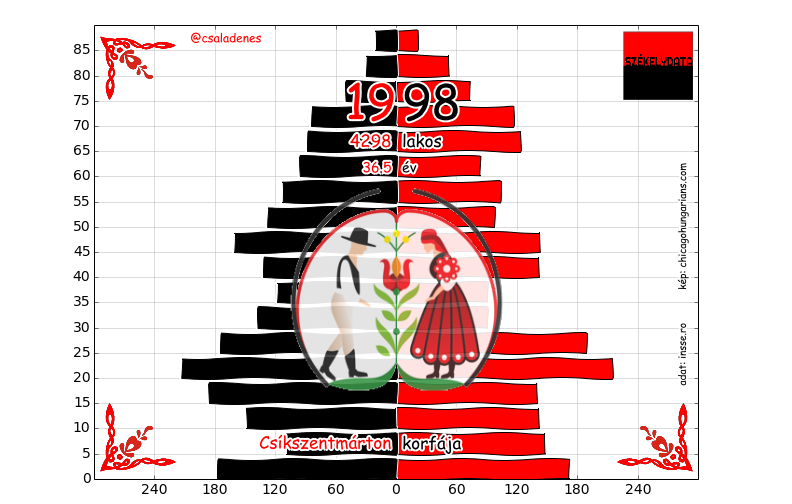 @csaladenes
SZÉKELYDATA
1998
4298 lakos
36.5 év
kép: chicagohungarians.com
adat: insse.ro
Csíkszentmárton korfája
85
80
75
70
65
60
55
50
45
40
35
30
25
20
15
10
5
0
240 180 120 60 0 60 120 180 240